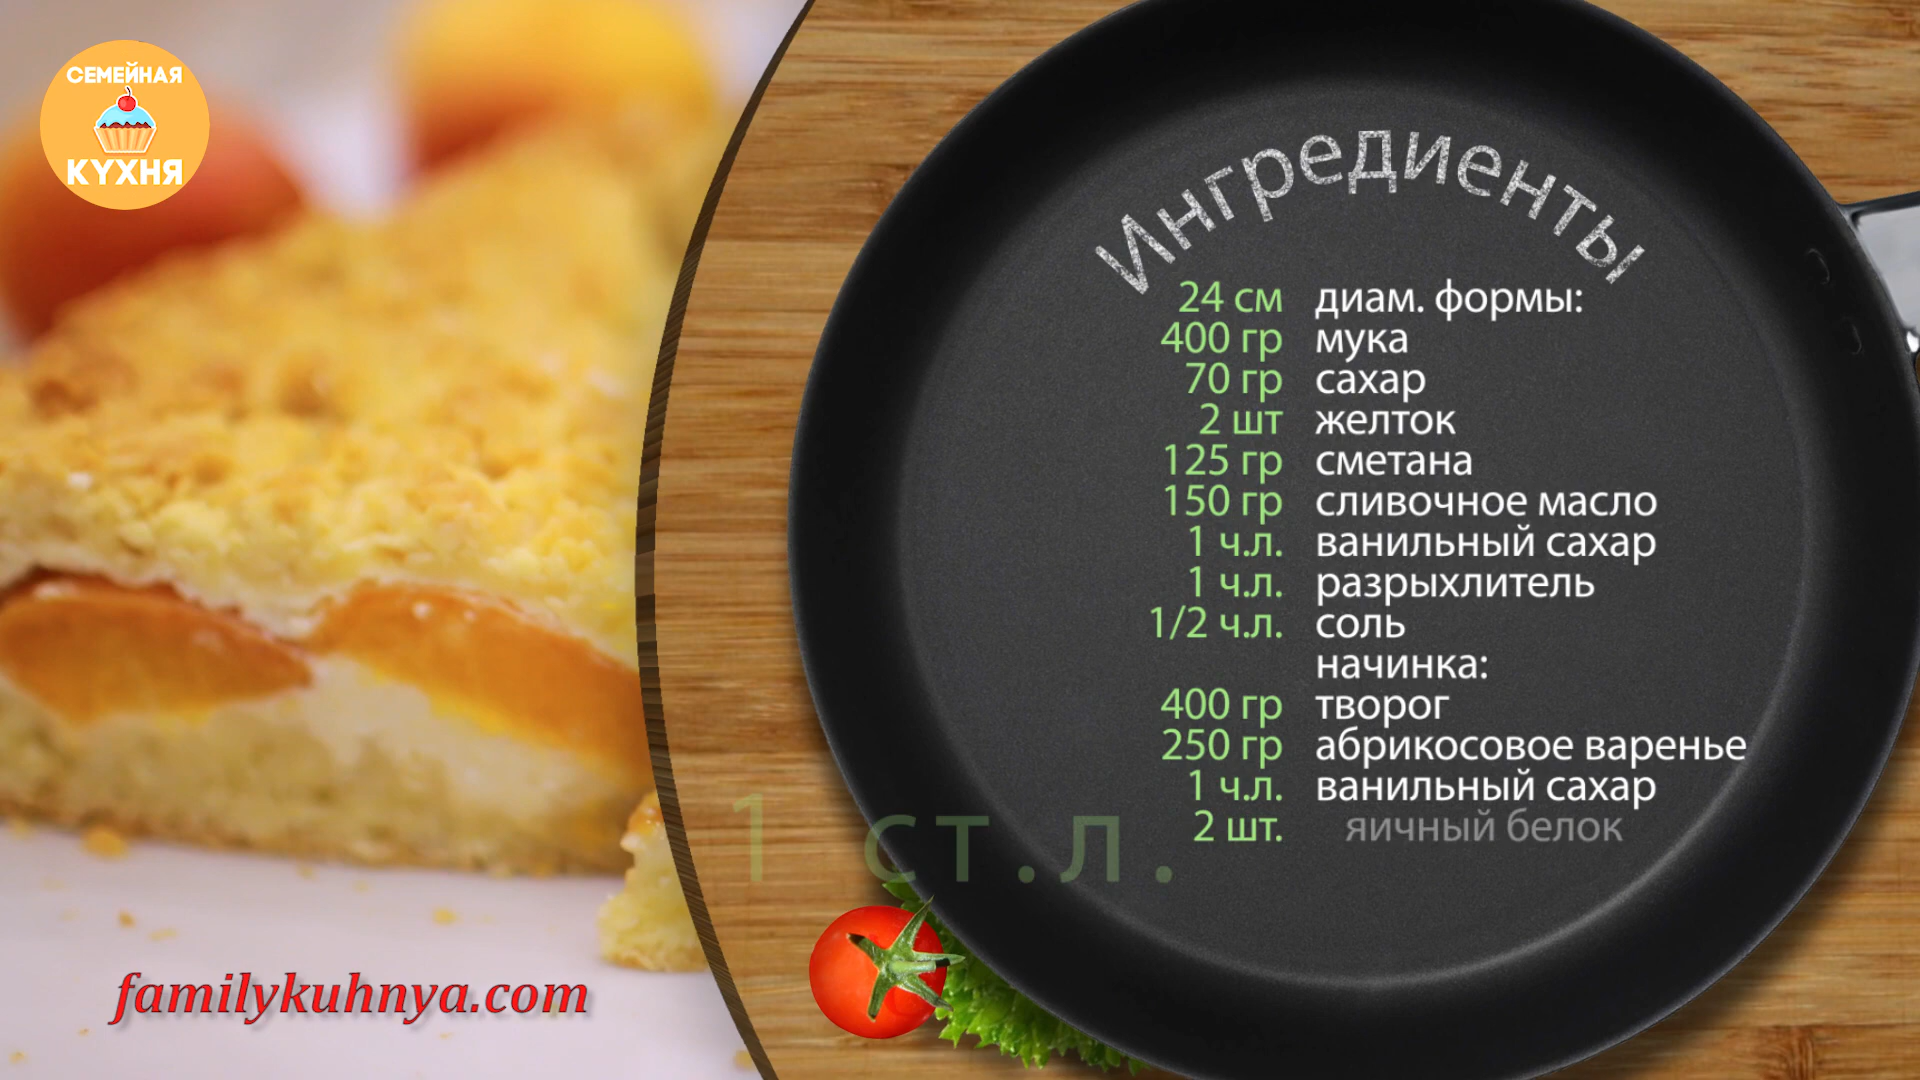 СЕМЕЙНАЯ
КУХНЯ
Ингредиенты
24 см диам. формы:
400 гр мука
70 гр сахар
2 шт желток
125 гр сметана
150 гр сливочное масло
1 ч.л. ванильный сахар
1 ч.л. разрыхлитель
1/2 ч.л. соль
начинка:
400 гр творог
250 гр абрикосовое варенье
1 ч.л. ванильный сахар
2 шт. яичный белок
1 ст.л.
familykuhnya.com